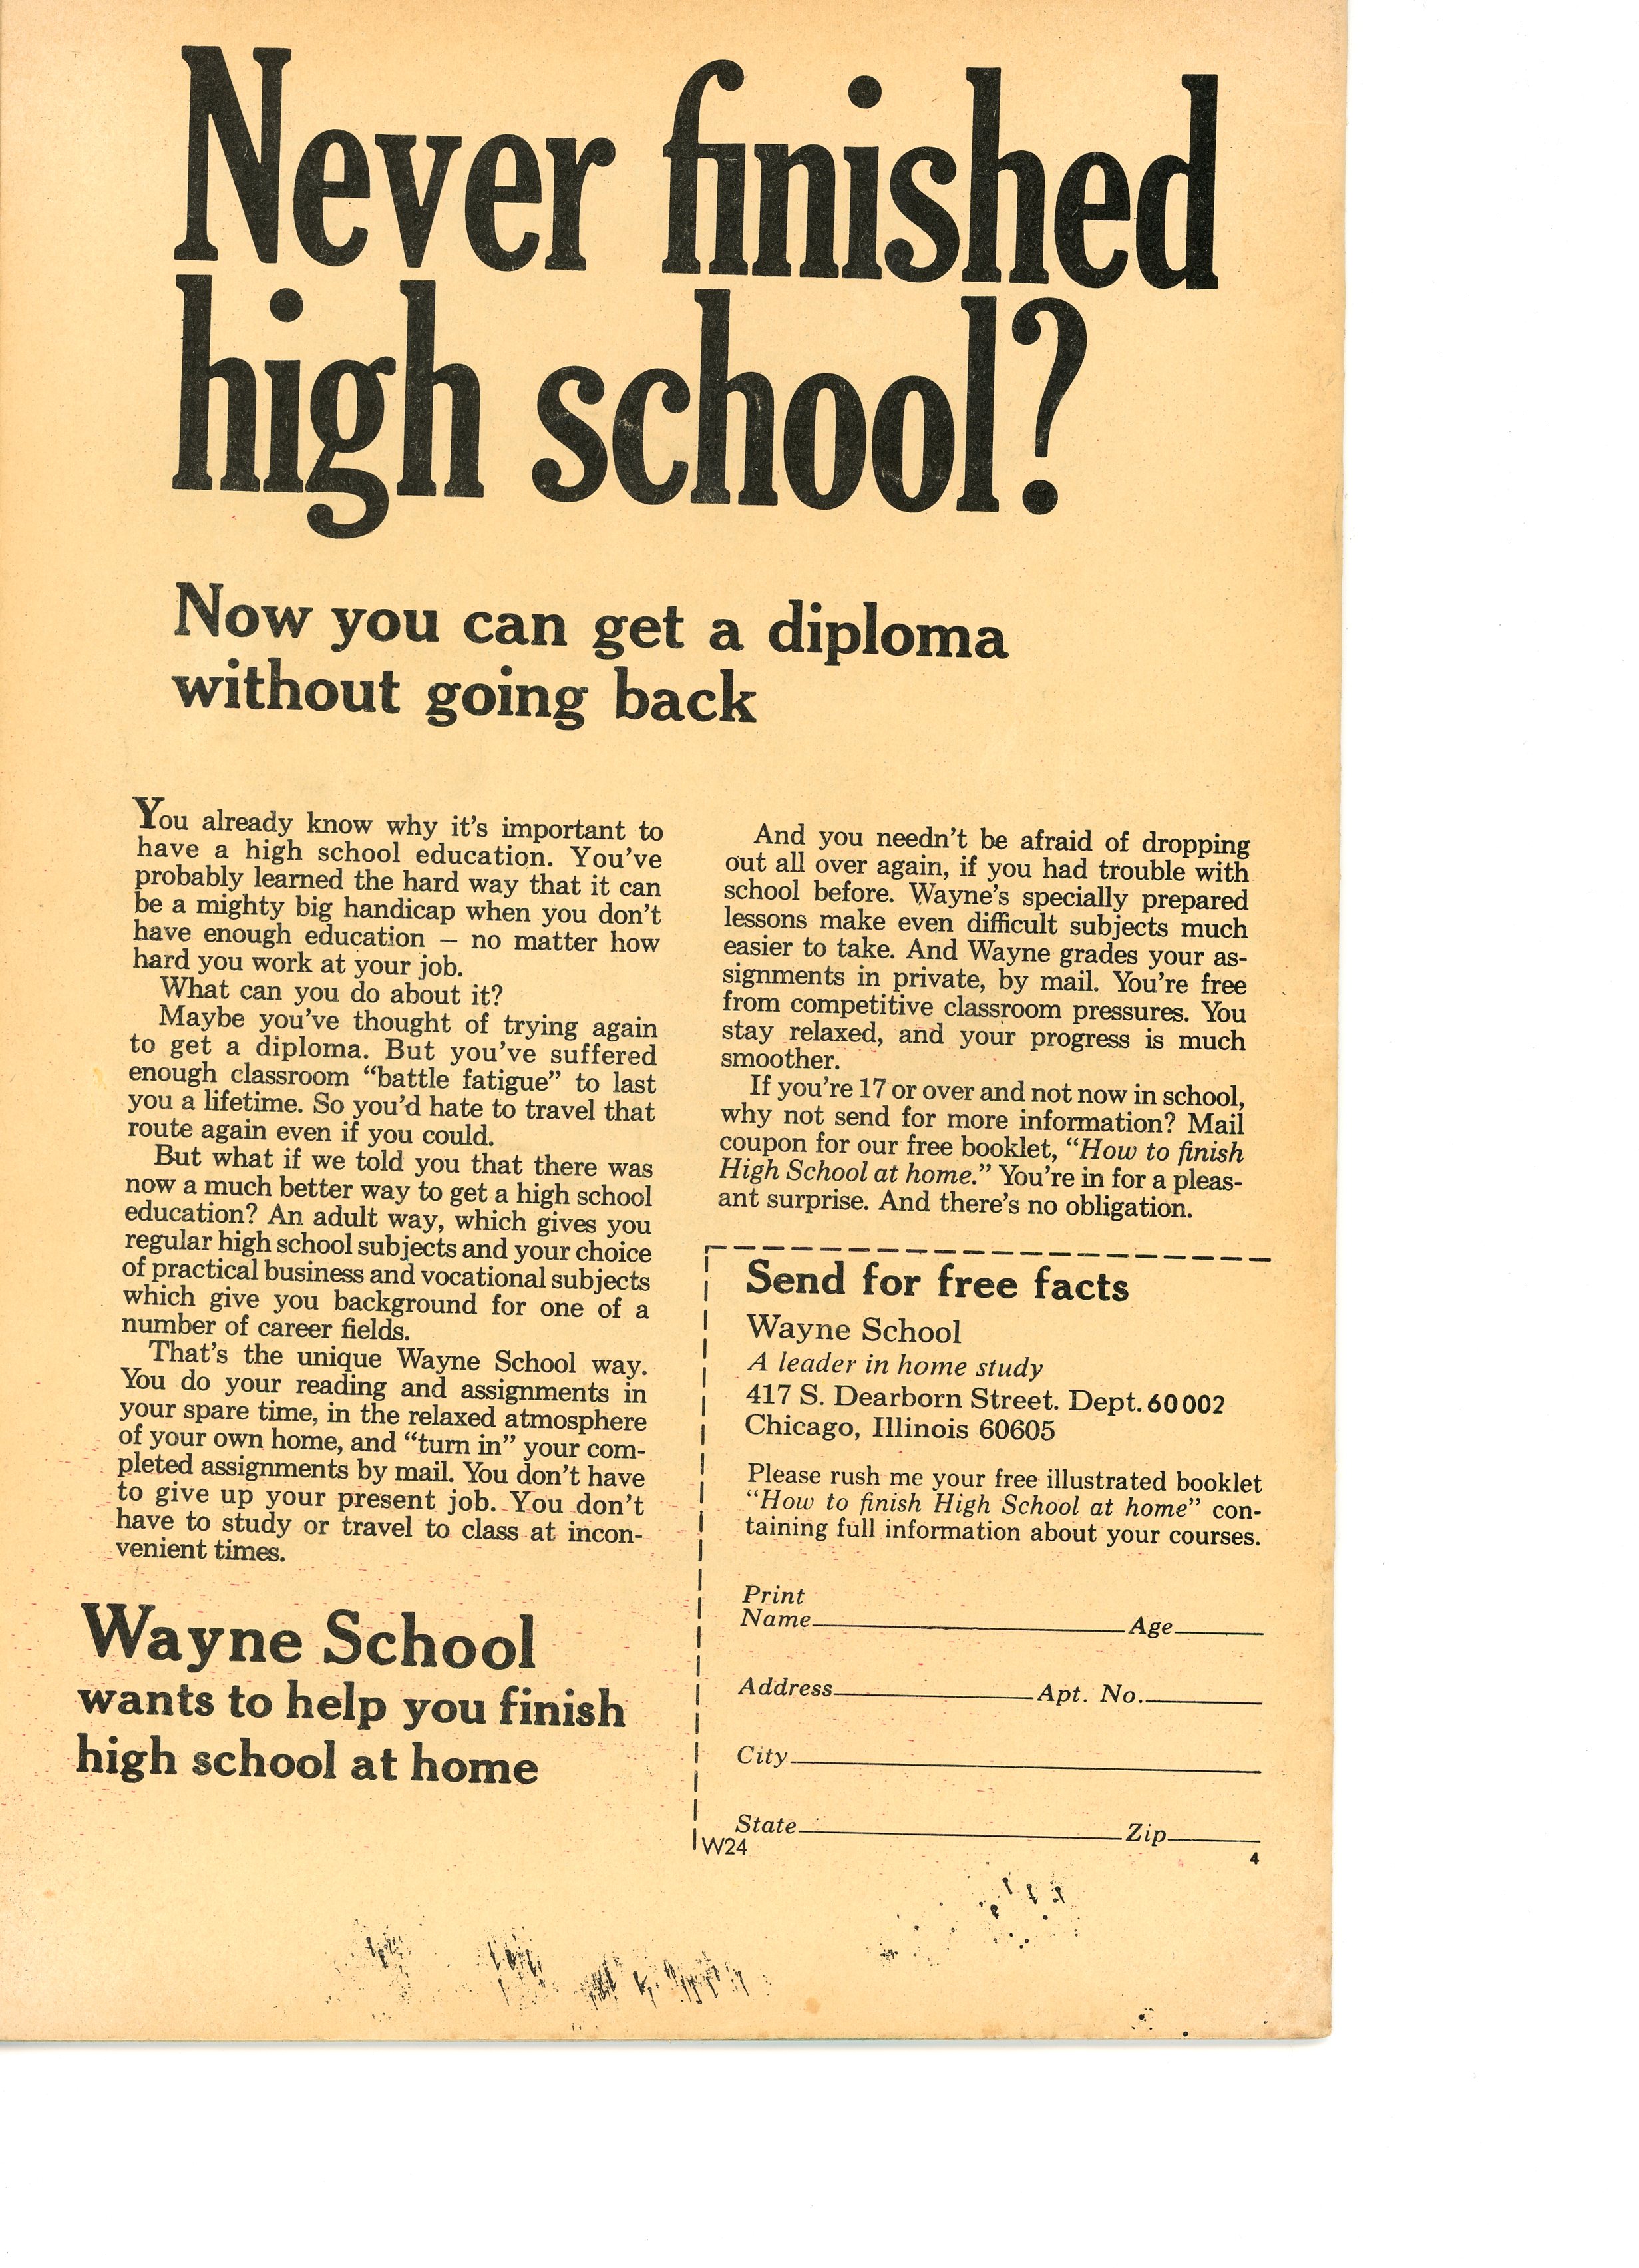 Never finished
high school?
Now you can get a diploma
without going back
You already know why it's important to
have a high school education. You've
probably learned the hard way that it can
be a mighty big handicap when you don't
have enough education – no matter how
hard you work at your job.
What can you do about it?
Maybe you've thought of trying again
to get a diploma. But you've suffered
enough classroom “battle fatigue” to last
you a lifetime. So you'd hate to travel that
route again even if you could.
But what if we told you that there was
now a much better way to get a high school
education? An adult way, which gives you
regular high school subjects and your choice
of practical business and vocational subjects
which give you background for one of a
number of career fields.
That's the unique Wayne School way.
You do your reading and assignments in
your spare time, in the relaxed atmosphere
of your own home, and “turn in” your com-
pleted assignments by mail. You don't have
to give up your present job. You don't
have to study or travel to class at incon-
venient times.
Wayne School
wants to help you finish
high school at home
And you needn't be afraid of dropping
out all over again, if you had trouble with
school before. Wayne's specially prepared
lessons make even difficult subjects much
easier to take. And Wayne grades your as-
signments in private, by mail. You're free
from competitive classroom pressures. You
stay relaxed, and your progress is much
smoother.
If you're 17 or over and not now in school,
why not send for more information? Mail
coupon for our free booklet, “How to finish
High School at home.” You're in for a pleas-
ant surprise. And there's no obligation.
Send for free facts
Wayne School
A leader in home study
417 S. Dearborn Street. Dept. 60002
Chicago, Illinois 60605
Please rush me your free illustrated booklet
“How to finish High School at home” con-
taining full information about your courses.
Print
Name Age
Address Apt. No.
City
State Zip
W24
4